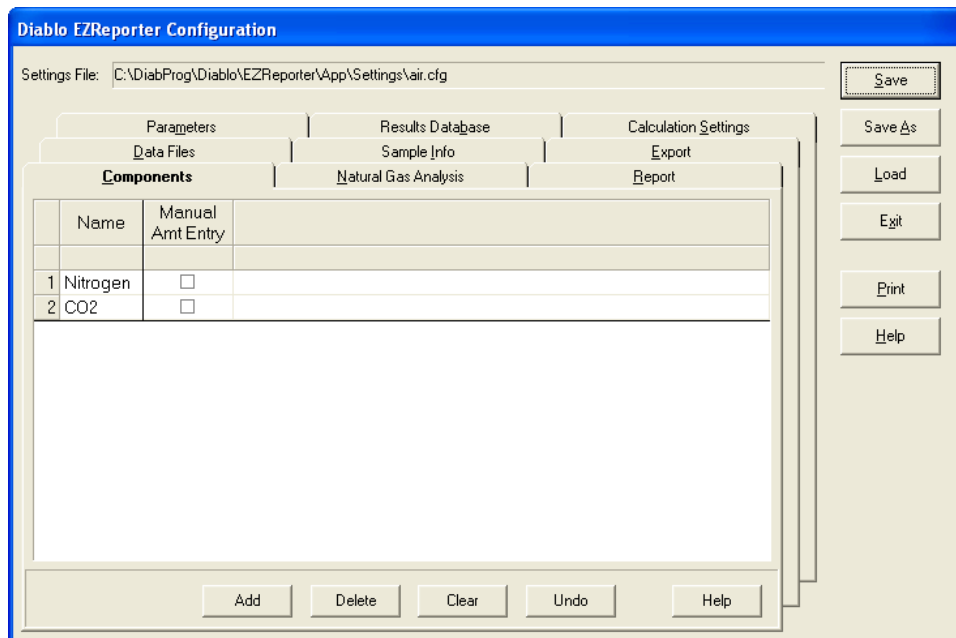 Diablo EZReporter Configuration
Settings File: C:\DiabProg\Diablo\EZReporter\App\Settings\air.cfg
Save
Parameters Results Database Calculation Settings
Save As
Data Files Sample Info Export
Components Natural Gas Analysis Report
Load
Name Manual
Amt Entry
Exit
1 Nitrogen
2 CO2
Print
Help
Add Delete Clear Undo Help